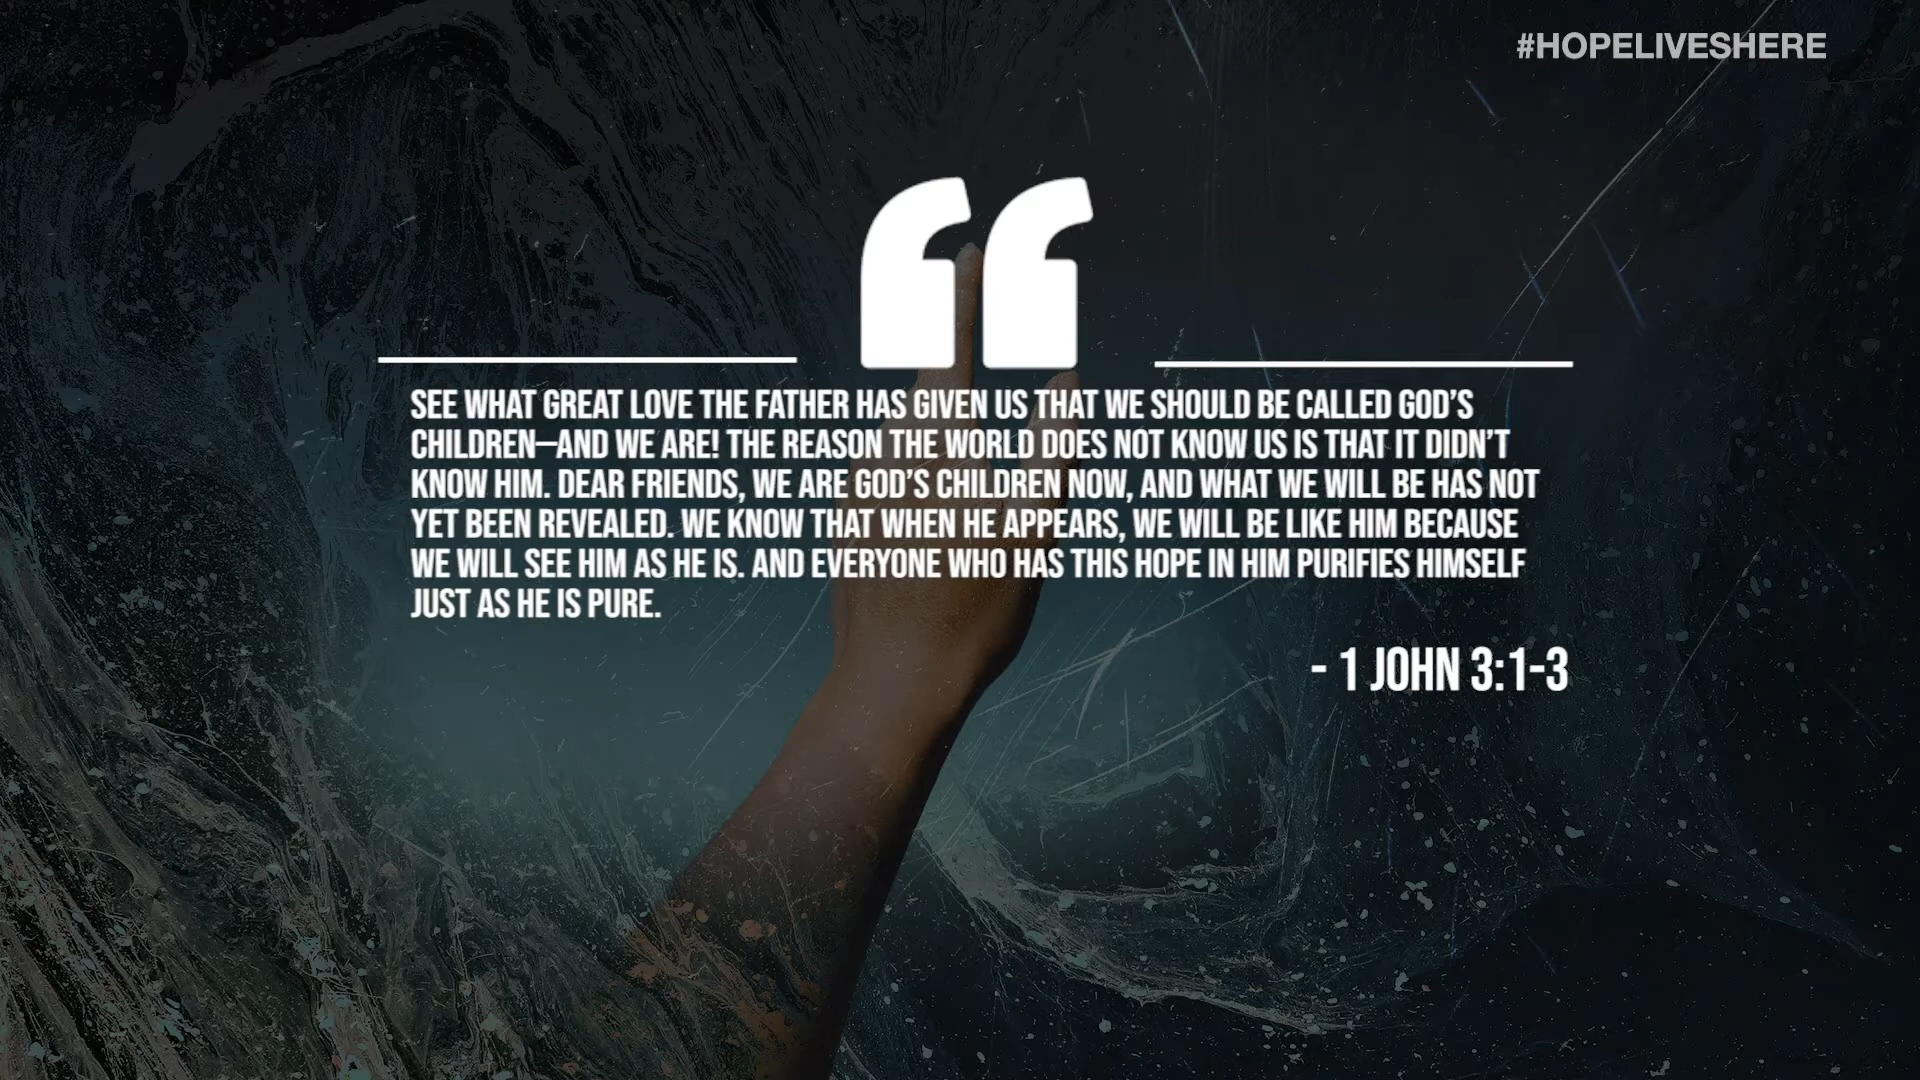 #HOPELIVESHERE
“
SEE WHAT GREAT LOVE THE FATHER HAS GIVEN US THAT WE SHOULD BE CALLED GOD’S
CHILDREN—AND WE ARE! THE REASON THE WORLD DOES NOT KNOW US IS THAT IT DIDN’T
KNOW HIM. DEAR FRIENDS, WE ARE GOD’S CHILDREN NOW, AND WHAT WE WILL BE HAS NOT
YET BEEN REVEALED. WE KNOW THAT WHEN HE APPEARS, WE WILL BE LIKE HIM BECAUSE
WE WILL SEE HIM AS HE IS. AND EVERYONE WHO HAS THIS HOPE IN HIM PURIFIES HIMSELF
JUST AS HE IS PURE.
- 1 JOHN 3:1-3